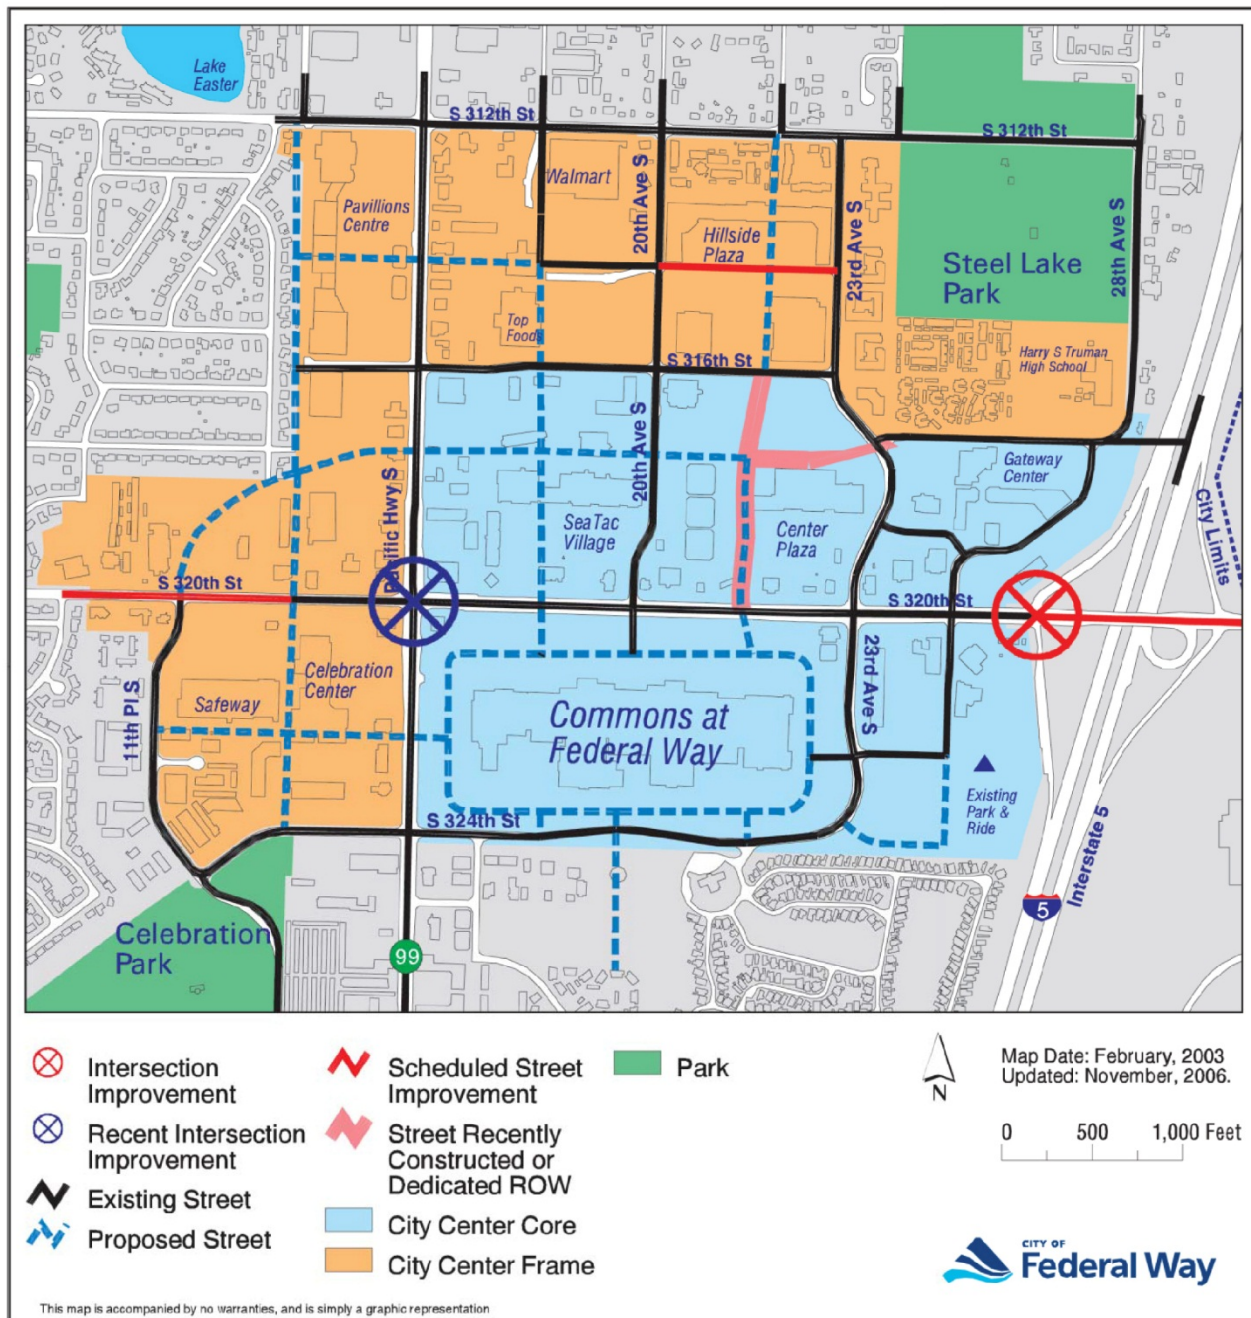 Lake
Easter
S 312th St
S 312th St
Walmart
20th Ave S
Pavillions
Centre
Hillside
Plaza
23rd Ave S
28th Ave S
Steel Lake
Park
Top
Foods
S 316th St
Harry S Truman
High School
20th Ave S
Pacific Hwy S
Gateway
Center
SeaTac
Village
Center
Plaza
City Limits
S 320th St
S 320th St
23rd Ave S
Celebration
Center
Safeway
11th Pl S
Commons at
Federal Way
Existing
Park &
Ride
S 324th St
Interstate 5
5
Celebration
Park
99
Intersection
Improvement
Recent Intersection
Improvement
Existing Street
Proposed Street
Scheduled Street
Improvement
Street Recently
Constructed or
Dedicated ROW
City Center Core
City Center Frame
Park
N
Map Date: February, 2003
Updated: November, 2006.
0 500 1,000 Feet
CITY OF
Federal Way
This map is accompanied by no warranties, and is simply a graphic representation